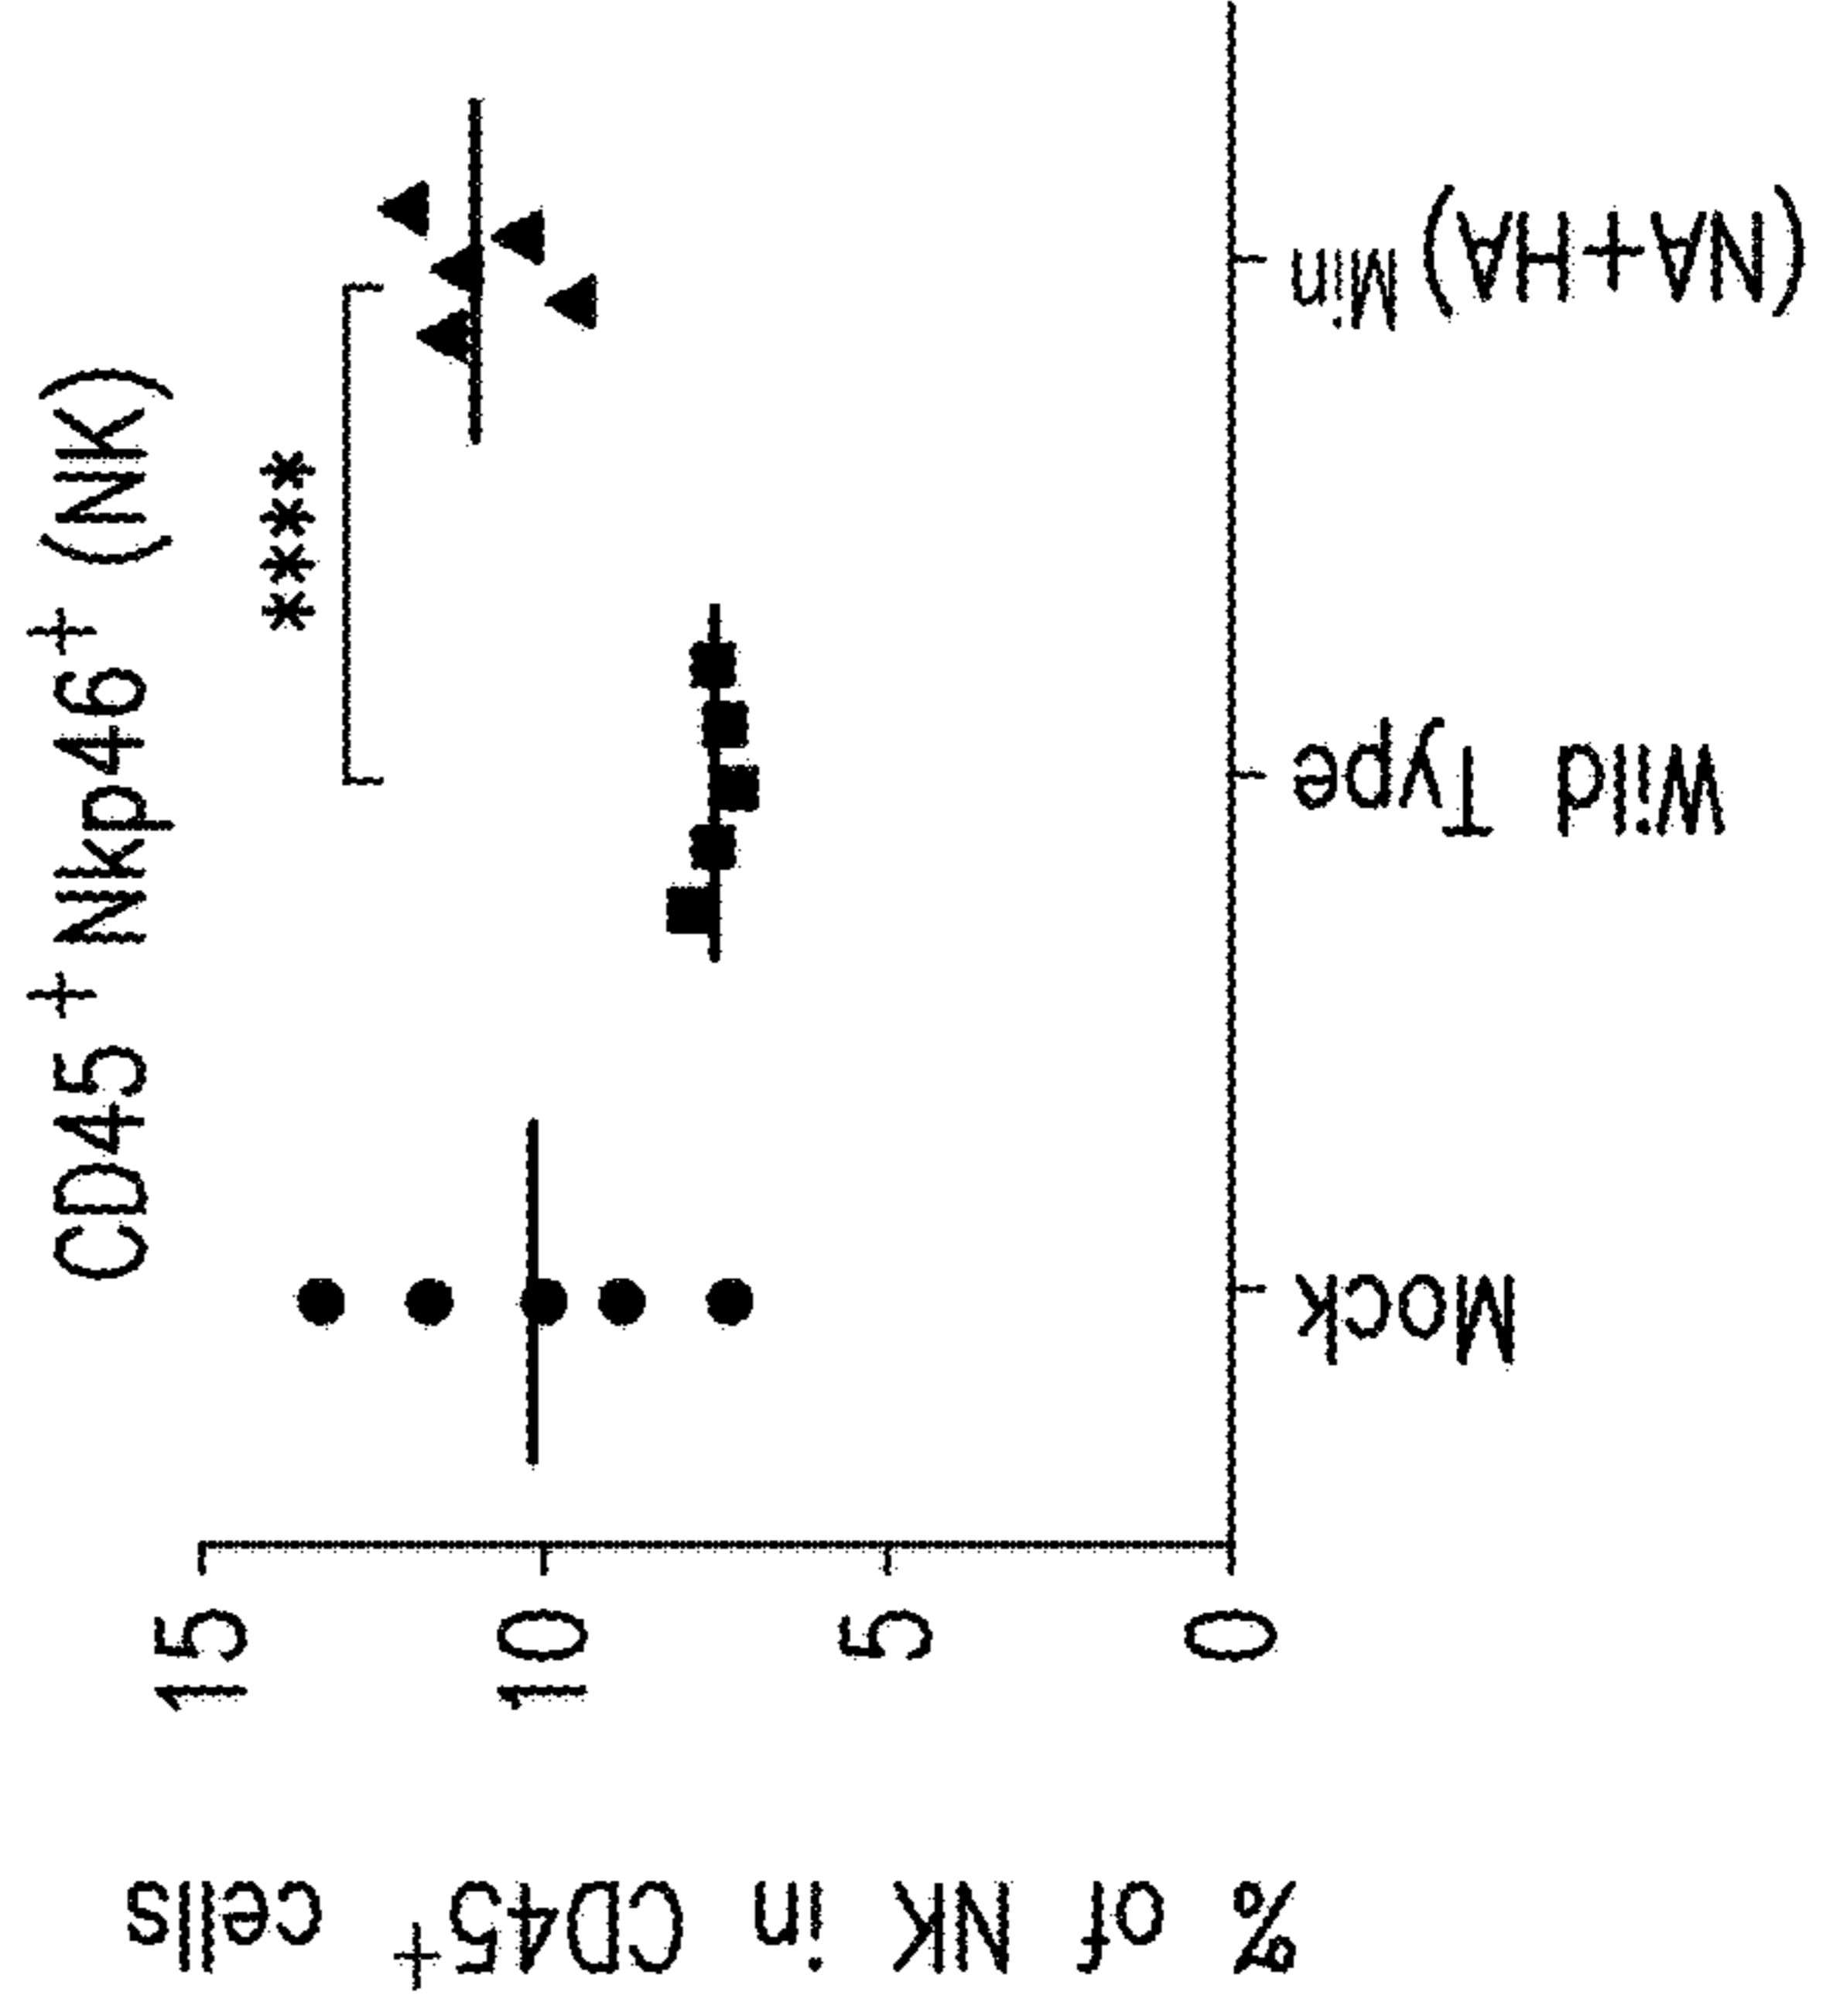 CD45⁺ Nkp46⁺ (NK)
****
% of NK in CD45⁺ cells
15
10
5
0
Mock
Wild Type
(NA+HA) Min